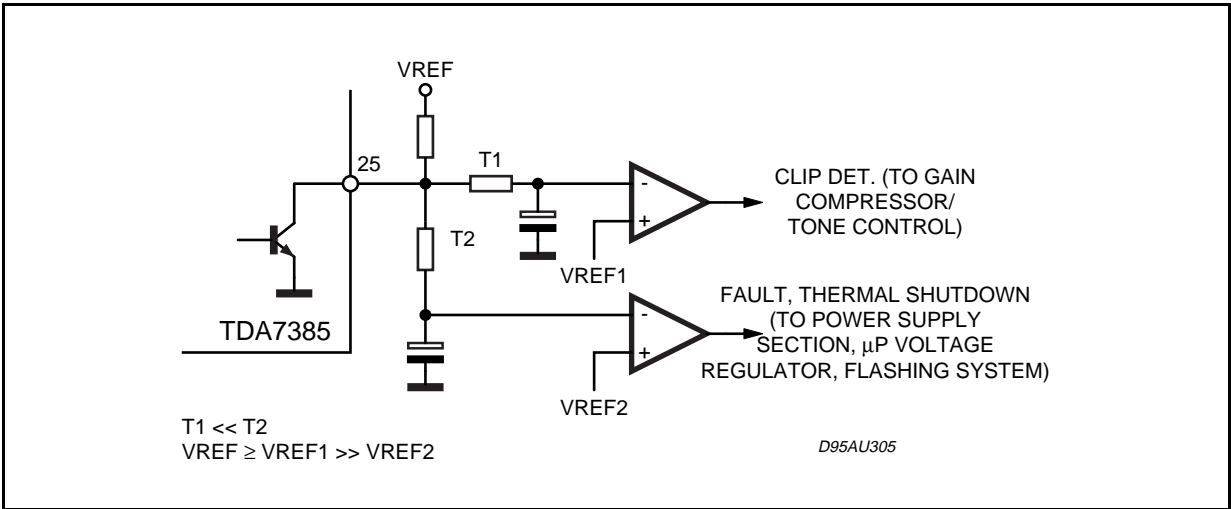 VREF
25
T1
-
+
CLIP DET. (TO GAIN
COMPRESSOR/
TONE CONTROL)
T2
VREF1
FAULT, THERMAL SHUTDOWN
(TO POWER SUPPLY
SECTION, µP VOLTAGE
REGULATOR, FLASHING SYSTEM)
-
+
TDA7385
VREF2
T1 << T2
VREF ≥ VREF1 >> VREF2
D95AU305